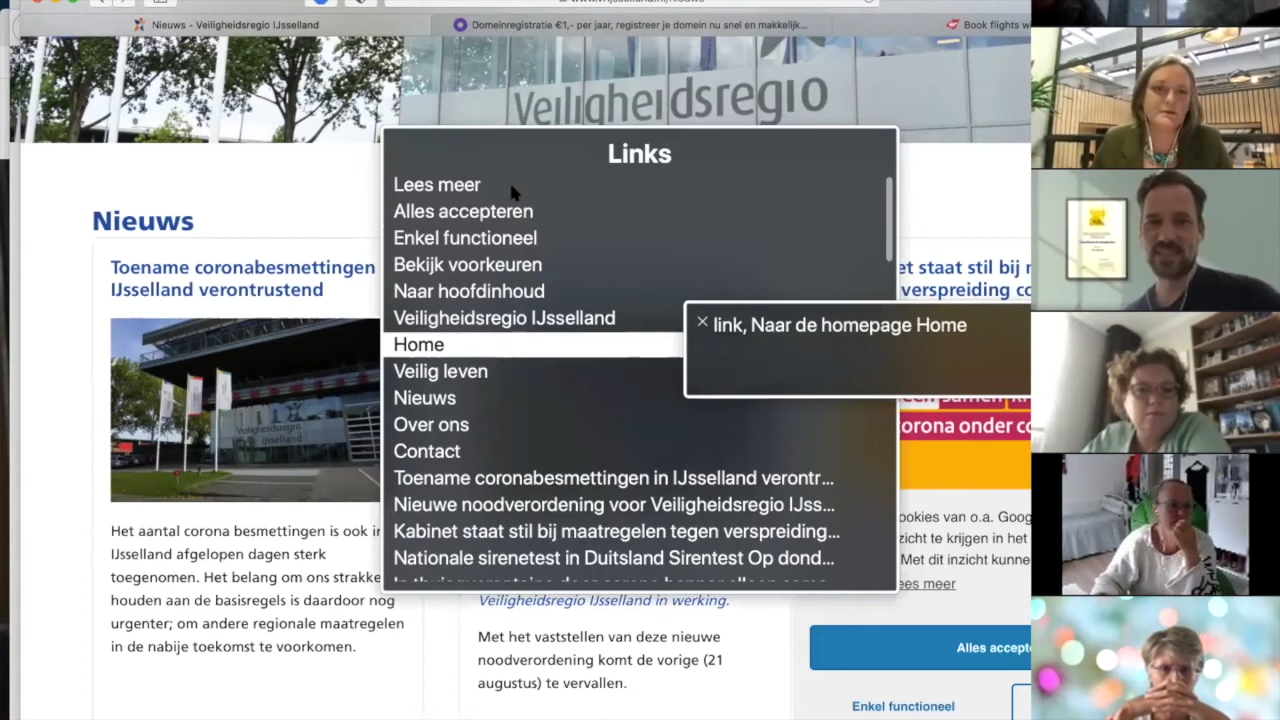 www.vrijsselland.nl/nieuws
Nieuws - Veiligheidsregio IJsselland
Domeinregistratie €1,- per jaar, registreer je domein nu snel en makkelijk...
Book flights w
Veiligheidsregio
Links
Lees meer
Alles accepteren
Enkel functioneel
Bekijk voorkeuren
Naar hoofdinhoud
Veiligheidsregio IJsselland
Home
Veilig leven
Nieuws
Over ons
Contact
Toename coronabesmettingen in IJsselland verontr...
Nieuwe noodverordening voor Veiligheidsregio IJss...
Kabinet staat stil bij maatregelen tegen verspreiding...
Nationale sirenetest in Duitsland Sirentest Op dond...
link, Naar de homepage Home
Nieuws
Toename coronabesmettingen
IJsselland verontrustend
Veiligheidsregio
IJsselland
Het aantal corona besmettingen is ook in
IJsselland afgelopen dagen sterk
toegenomen. Het belang om ons strakke
houden aan de basisregels is daardoor nog
urgenter; om andere regionale maatregelen
in de nabije toekomst te voorkomen.
Veiligheidsregio IJsselland in werking.
Met het vaststellen van deze nieuwe
noodverordening komt de vorige (21
augustus) te vervallen.
et staat stil bij m
verspreiding co
corona onder co
ookies van o.a. Goog
zicht te krijgen in het
Met dit inzicht kunne
ees meer
Alles accepte
Enkel functioneel